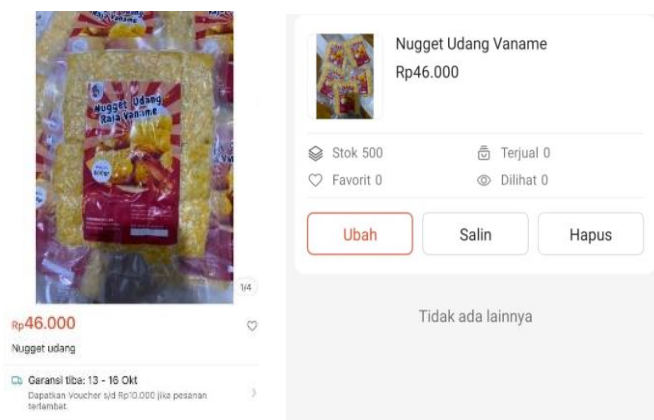 Nugget Udang
Raja Vaname
1/4
Rp46.000
Nugget udang
Garansi tiba: 13 - 16 Okt
Dapatkan Voucher s/d Rp10.000 jika pesanan
terlambat.
Nugget Udang Vaname
Rp46.000
Stok 500
Terjual 0
Favorit 0
Dilihat 0
Ubah
Salin
Hapus
Tidak ada lainnya